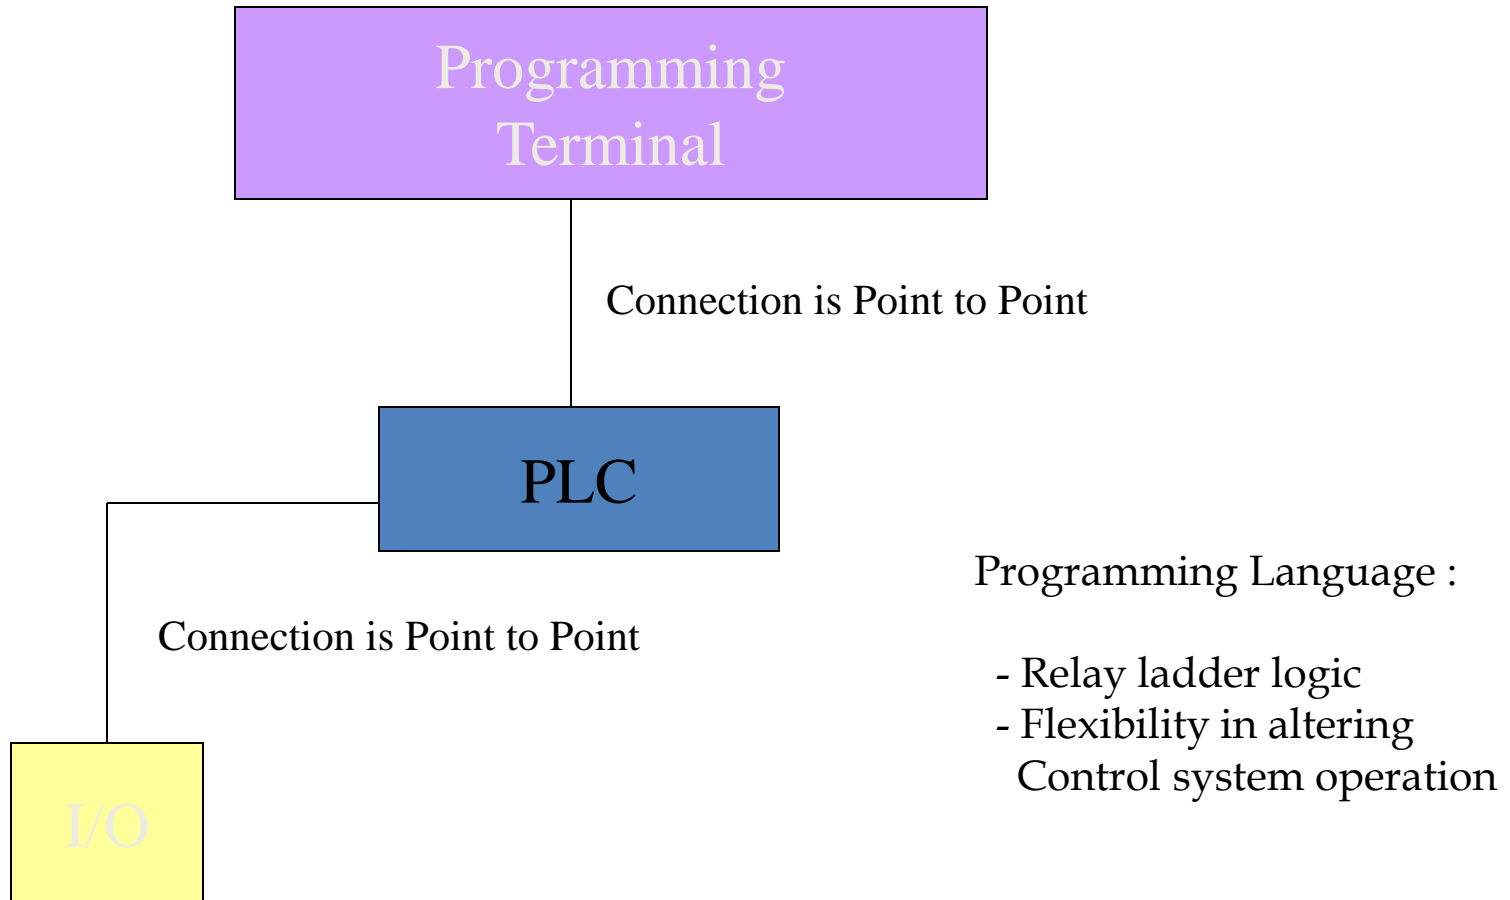 Programming
Terminal
Connection is Point to Point
PLC
Programming Language :
Connection is Point to Point
- Relay ladder logic
- Flexibility in altering
Control system operation
I/O